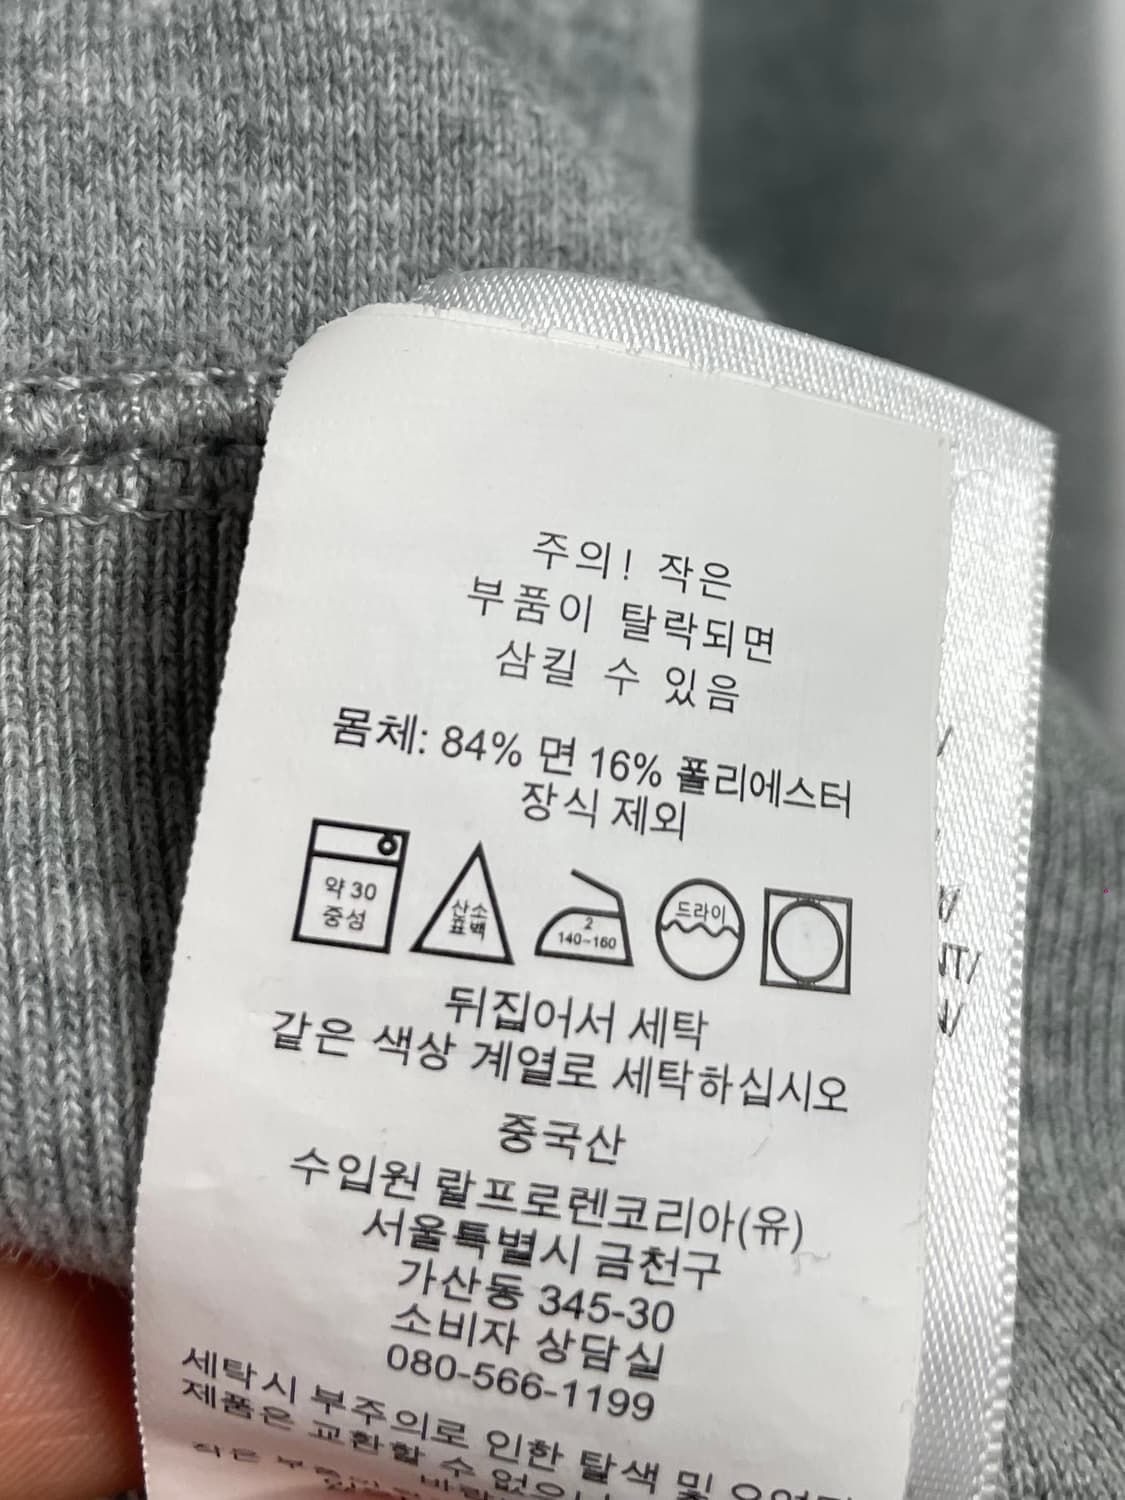 주의! 작은
부품이 탈락되면
삼킬 수 있음
몸체: 84% 면 16% 폴리에스터
장식 제외
약 30
중성
산소
표백
2
140~160
드라이
뒤집어서 세탁
같은 색상 계열로 세탁하십시오
중국산
수입원 랄프로렌코리아(유)
서울특별시 금천구
가산동 345-30
소비자 상담실
080-566-1199
세탁시 부주의로 인한 탈색 및
제품은 교환할 수 없으
작은